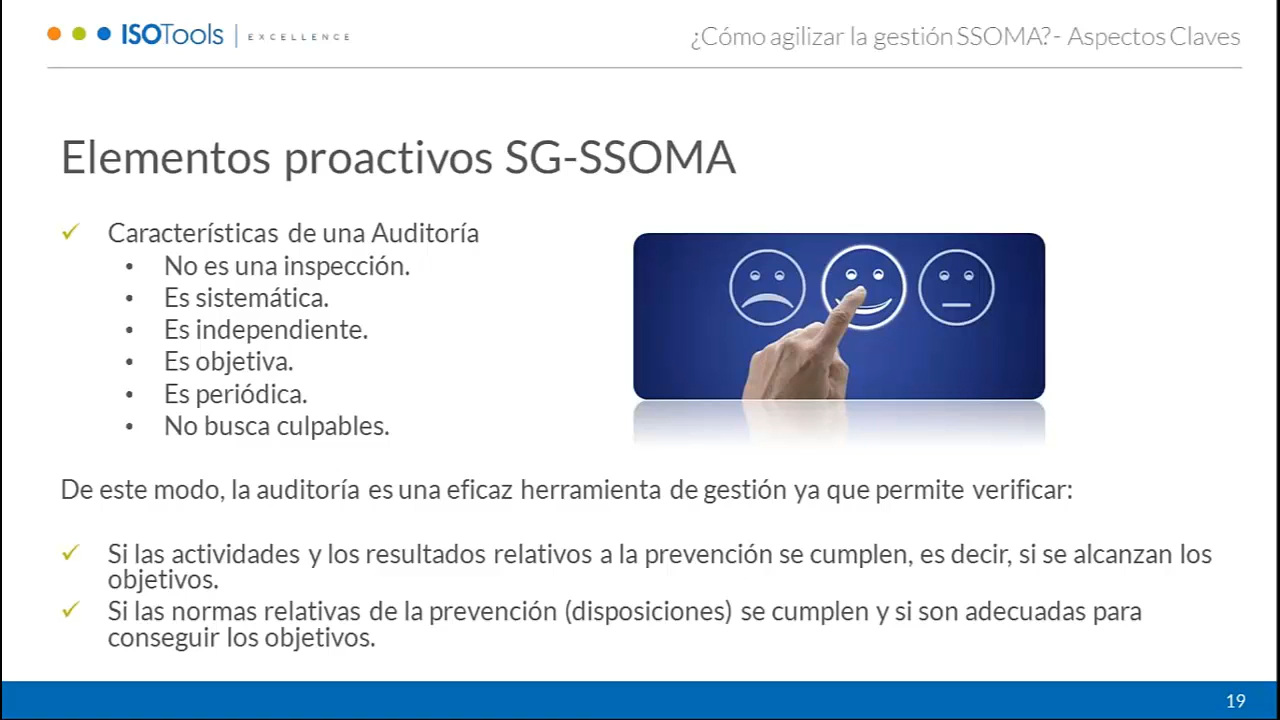 ISOTools | EXCELLENCE
¿Cómo agilizar la gestión SSOMA?- Aspectos Claves
Elementos proactivos SG-SSOMA
✓ Características de una Auditoría
• No es una inspección.
• Es sistemática.
• Es independiente.
• Es objetiva.
• Es periódica.
• No busca culpables.
De este modo, la auditoría es una eficaz herramienta de gestión ya que permite verificar:
✓ Si las actividades y los resultados relativos a la prevención se cumplen, es decir, si se alcanzan los
objetivos.
✓ Si las normas relativas de la prevención (disposiciones) se cumplen y si son adecuadas para
conseguir los objetivos.
19